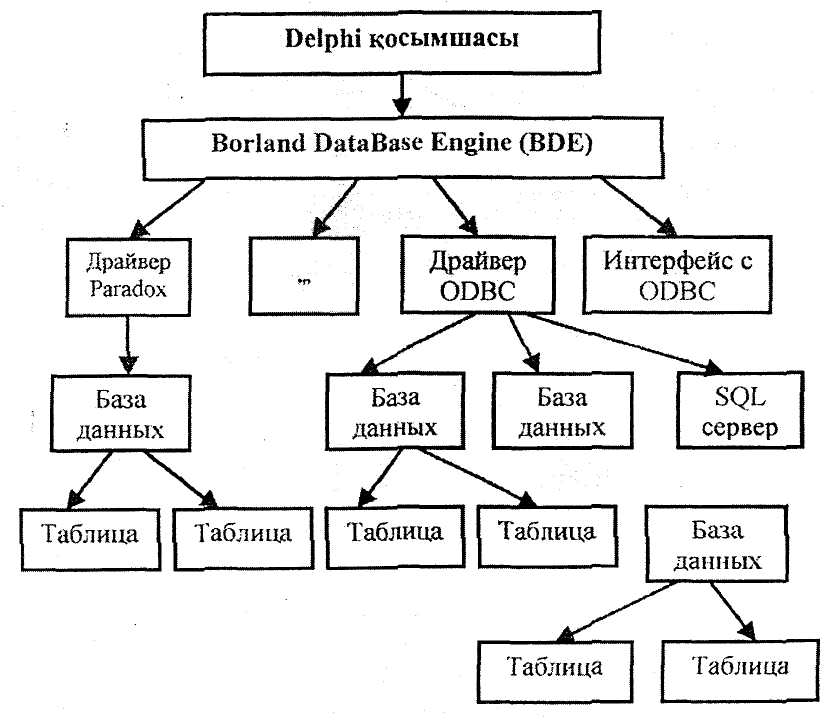 Delphi қосымшасы
Borland DataBase Engine (BDE)
Драйвер
Paradox
...
Драйвер
ODBC
Интерфейс с
ODBC
База
данных
База
данных
База
данных
SQL
сервер
Таблица
Таблица
Таблица
Таблица
База
данных
Таблица
Таблица